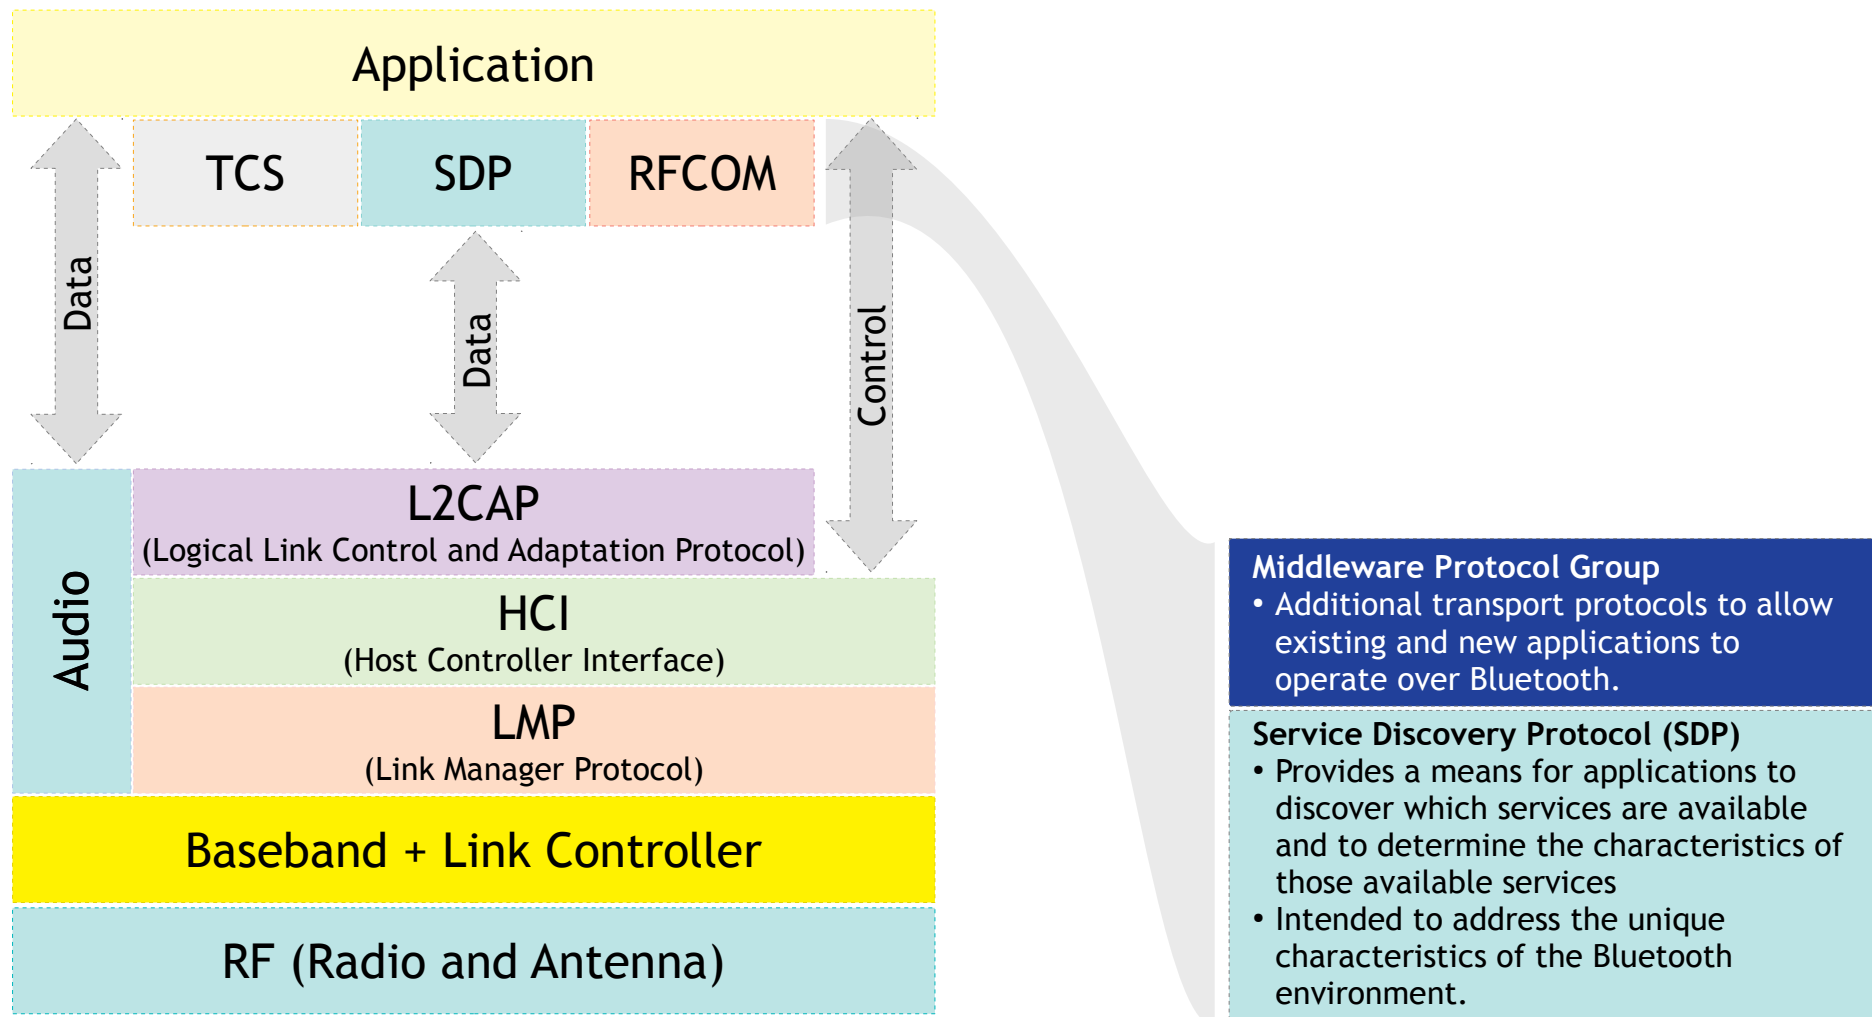 Application
TCS
SDP
RFCOM
Data
Data
Control
L2CAP
(Logical Link Control and Adaptation Protocol)
Audio
HCI
(Host Controller Interface)
LMP
(Link Manager Protocol)
Baseband + Link Controller
RF (Radio and Antenna)
Middleware Protocol Group
• Additional transport protocols to allow
existing and new applications to
operate over Bluetooth.
Service Discovery Protocol (SDP)
• Provides a means for applications to
discover which services are available
and to determine the characteristics of
those available services
• Intended to address the unique
characteristics of the Bluetooth
environment.